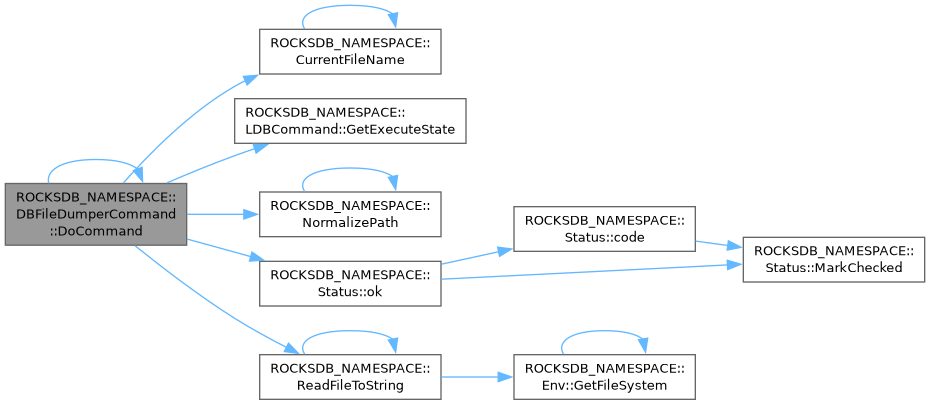 ROCKSDB_NAMESPACE::
CurrentFileName
ROCKSDB_NAMESPACE::
LDBCommand::GetExecuteState
ROCKSDB_NAMESPACE::
DBFileDumperCommand
::DoCommand
ROCKSDB_NAMESPACE::
NormalizePath
ROCKSDB_NAMESPACE::
Status::code
ROCKSDB_NAMESPACE::
Status::MarkChecked
ROCKSDB_NAMESPACE::
Status::ok
ROCKSDB_NAMESPACE::
ReadFileToString
ROCKSDB_NAMESPACE::
Env::GetFileSystem